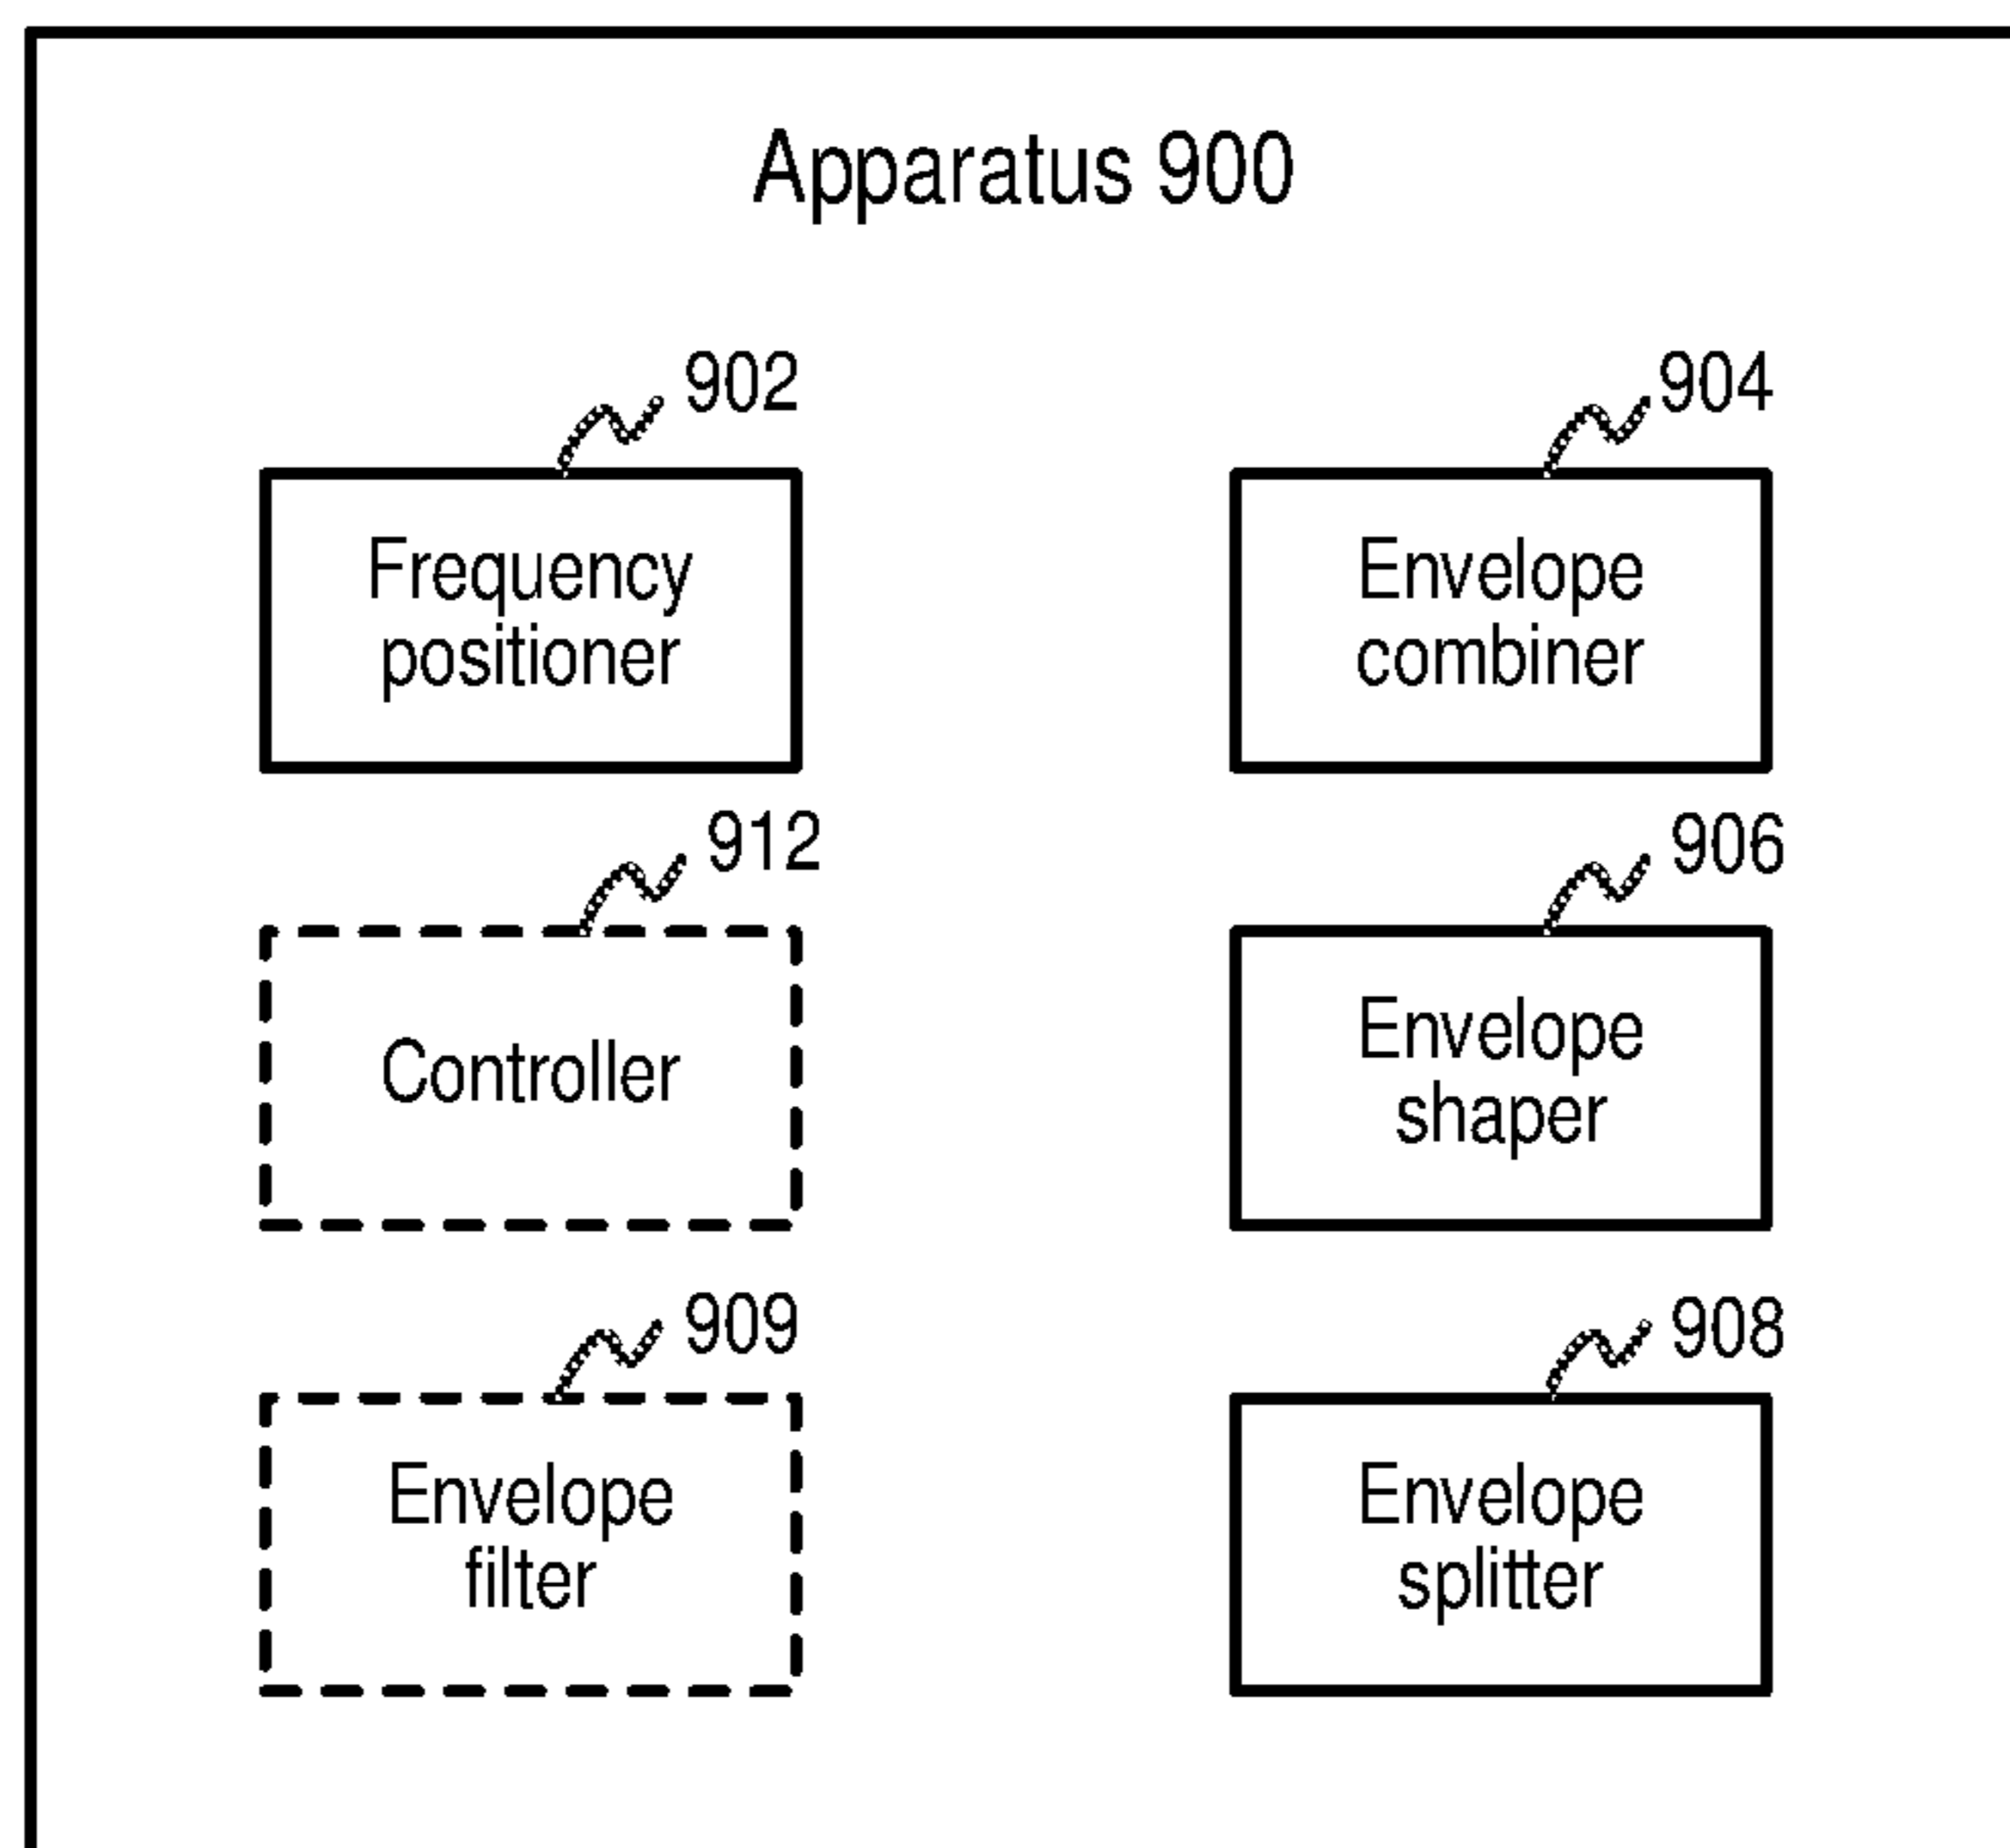 Apparatus 900
902
904
Frequency
positioner
Envelope
combiner
912
906
Controller
Envelope
shaper
909
908
Envelope
filter
Envelope
splitter